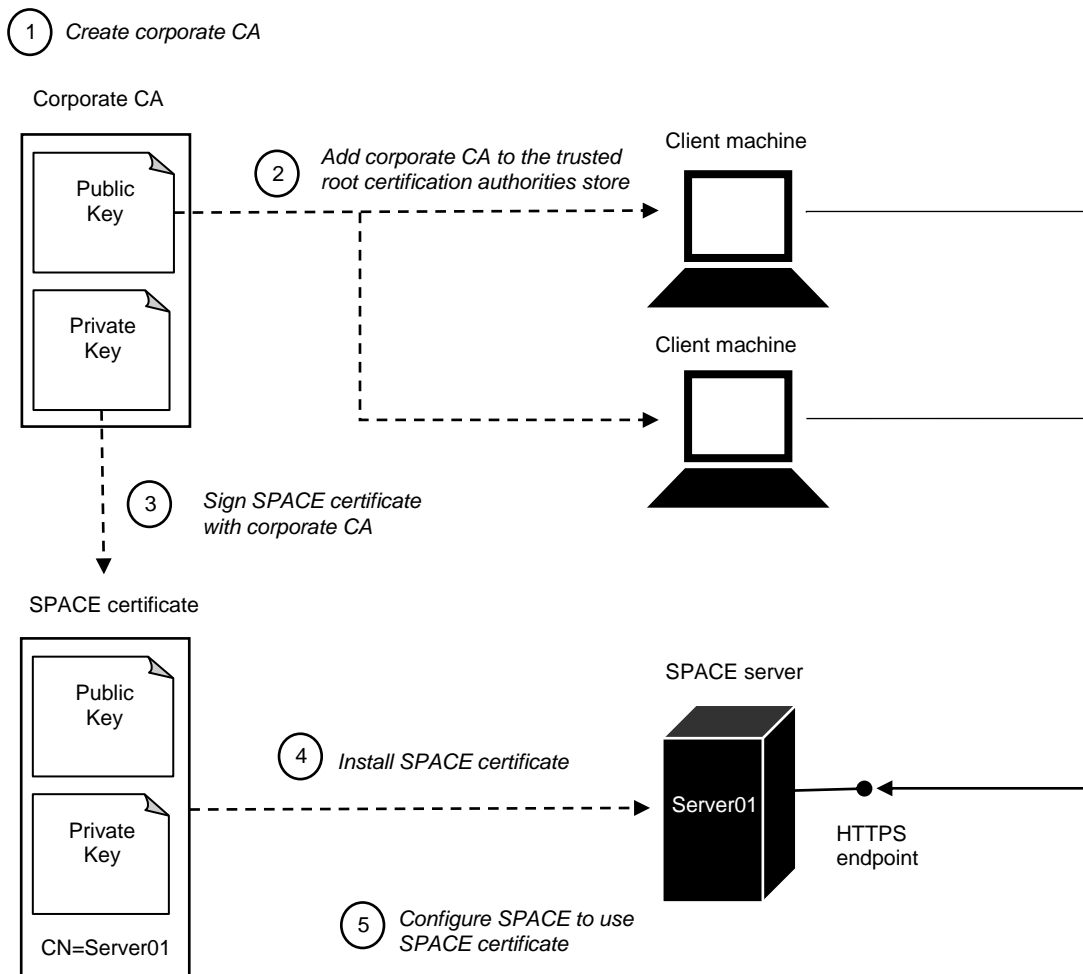 1 Create corporate CA
Corporate CA
Public
Key
Private
Key
2 Add corporate CA to the trusted
root certification authorities store
Client machine
Client machine
3 Sign SPACE certificate
with corporate CA
SPACE certificate
Public
Key
Private
Key
CN=Server01
4 Install SPACE certificate
SPACE server
Server01
HTTPS
endpoint
5 Configure SPACE to use
SPACE certificate